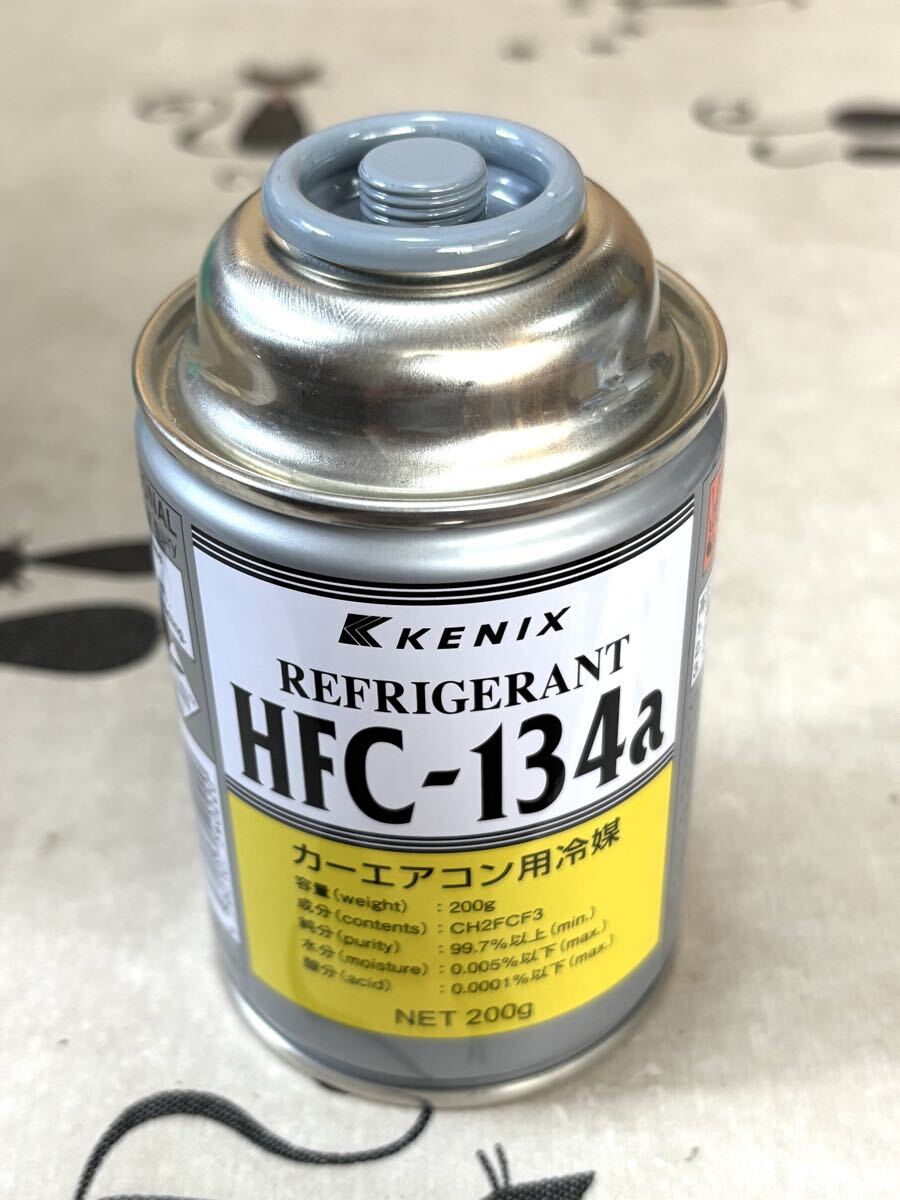 KENIX
REFRIGERANT
HFC-134a
カーエアコン用冷媒
容量(weight) : 200g
成分(contents) : CH2FCF3
純分(purity) : 99.7%以上(min.)
水分(moisture) : 0.005%以下(max.)
酸分(acid) : 0.0001%以下(max.)
NET 200g